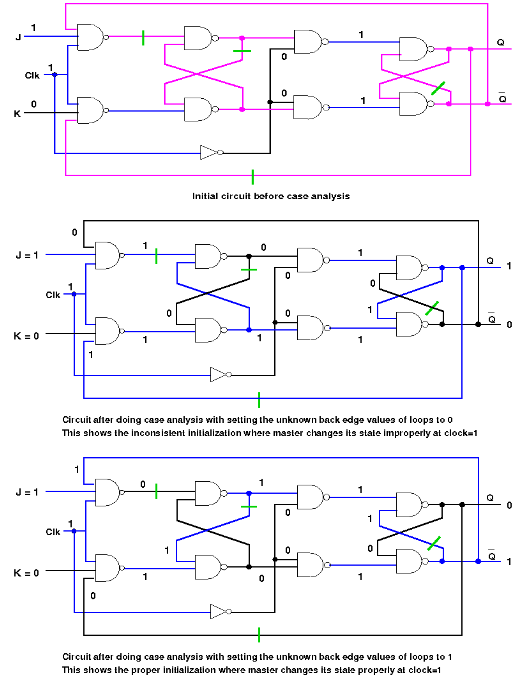 J 1
1
Clk
K 0
0
1
0
1
Q
Q
Initial circuit before case analysis
0
J = 1
1
0
0
1
Q 1
Clk 1
0
0
0
1
K = 0
1
1
1
1
Q 0
Circuit after doing case analysis with setting the unknown back edge values of loops to 0
This shows the inconsistent initialization where master changes its state improperly at clock=1
1
J = 1
0
1
0
1
Q 0
Clk 1
1
0
1
0
K = 0
0
1
0
1
Q 1
Circuit after doing case analysis with setting the unknown back edge values of loops to 1
This shows the proper initialization where master changes its state properly at clock=1